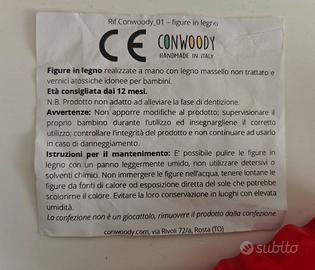 Rif.Conwoody_01 – figure in legno
CE CONWOODY
HANDMADE IN ITALY
Figure in legno realizzate a mano con legno massello non trattato e
vernici atossiche idonee per bambini.
Età consigliata dai 12 mesi.
N.B. Prodotto non adatto ad alleviare la fase di dentizione.
Avvertenze: Non apporre modifiche al prodotto; supervisionare il
proprio bambino durante l'utilizzo ed insegnargliene il corretto
utilizzo; controllare l'integrità del prodotto e non continuare ad usarlo
in caso di danneggiamento.
Istruzioni per il mantenimento: E' possibile pulire le figure in
legno con un panno leggermente umido, non utilizzare detersivi o
solventi chimici. Non immergere le figure nell'acqua, tenere lontane le
figure da fonti di calore od esposizione diretta del sole che potrebbe
scolorirne il colore. Evitare la loro conservazione in luoghi con elevata
umidità.
La confezione non è un giocattolo, rimuovere il prodotto dalla confezione.
conwoody.com, via Rivoli 72/a, Rosta (TO)
subito